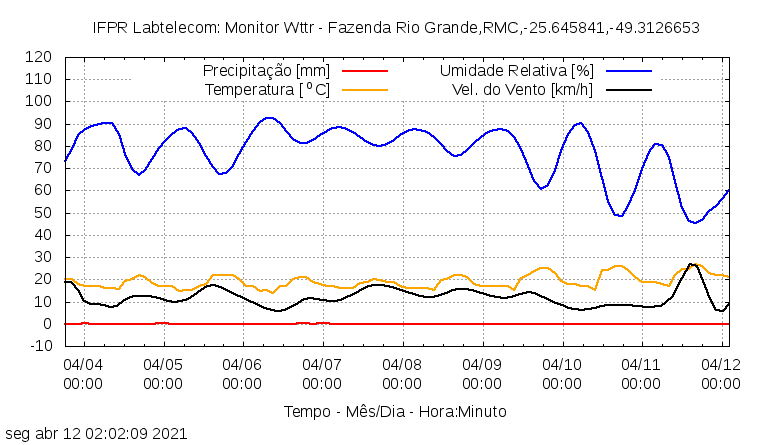 IFPR Labtelecom: Monitor Wttr - Fazenda Rio Grande,RMC,-25.645841,-49.3126653
120
110
100
90
80
70
60
50
40
30
20
10
0
-10
Precipitação [mm]
Temperatura [⁰C]
Umidade Relativa [%]
Vel. do Vento [km/h]
04/04 04/05 04/06 04/07 04/08 04/09 04/10 04/11 04/12
00:00 00:00 00:00 00:00 00:00 00:00 00:00 00:00 00:00
Tempo - Mês/Dia - Hora:Minuto
seg abr 12 02:02:09 2021